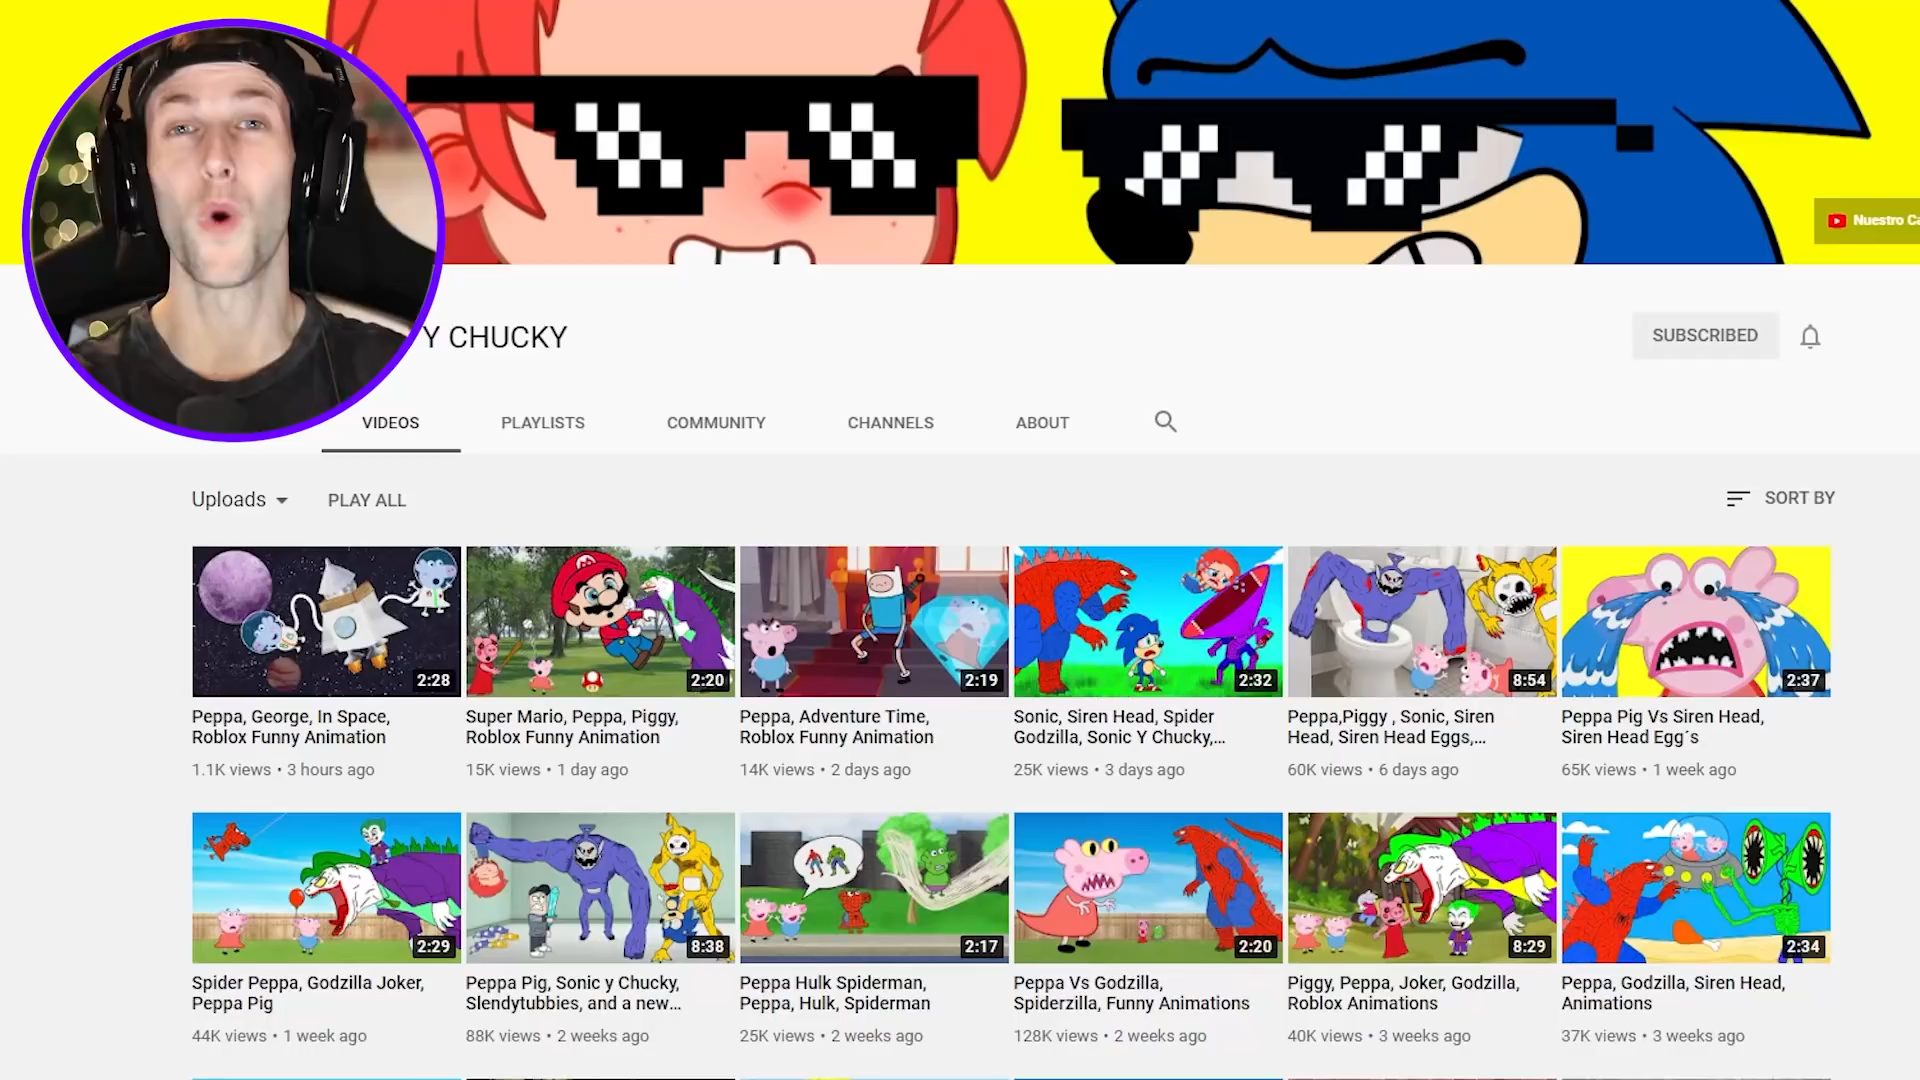 Nuestro Ca
Y CHUCKY
SUBSCRIBED
VIDEOS
PLAYLISTS
COMMUNITY
CHANNELS
ABOUT
Uploads
PLAY ALL
SORT BY
2:28
2:20
2:19
2:32
8:54
2:37
Peppa, George, In Space,
Roblox Funny Animation
1.1K views • 3 hours ago
Super Mario, Peppa, Piggy,
Roblox Funny Animation
15K views • 1 day ago
Peppa, Adventure Time,
Roblox Funny Animation
14K views • 2 days ago
Sonic, Siren Head, Spider
Godzilla, Sonic Y Chucky,...
25K views • 3 days ago
Peppa,Piggy , Sonic, Siren
Head, Siren Head Eggs,...
60K views • 6 days ago
Peppa Pig Vs Siren Head,
Siren Head Egg´s
65K views • 1 week ago
2:29
8:38
2:17
2:20
8:29
2:34
Spider Peppa, Godzilla Joker,
Peppa Pig
44K views • 1 week ago
Peppa Pig, Sonic y Chucky,
Slendytubbies, and a new...
88K views • 2 weeks ago
Peppa Hulk Spiderman,
Peppa, Hulk, Spiderman
25K views • 2 weeks ago
Peppa Vs Godzilla,
Spiderzilla, Funny Animations
128K views • 2 weeks ago
Piggy, Peppa, Joker, Godzilla,
Roblox Animations
40K views • 3 weeks ago
Peppa, Godzilla, Siren Head,
Animations
37K views • 3 weeks ago